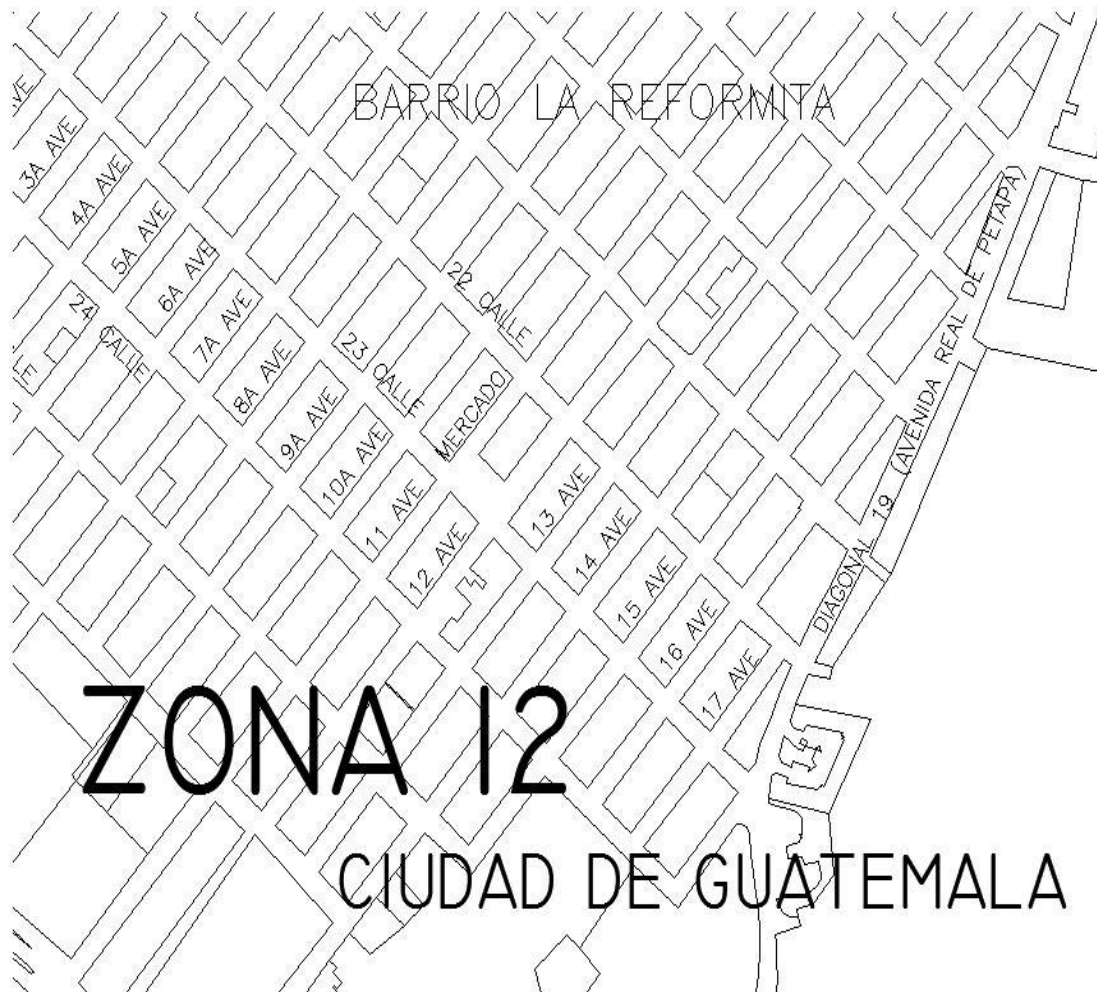 BARRIO LA REFORMITA
VE
3A AVE
4A AVE
5A AVE
6A AVE
7A AVE
8A AVE
9A AVE
10A AVE
11 AVE
12 AVE
13 AVE
14 AVE
15 AVE
16 AVE
17 AVE
22 CALLE
23 CALLE
24 CALLE
MERCADO
DIAGONAL 19 (AVENIDA REAL DE PETAPA)
E
ZONA 12
CIUDAD DE GUATEMALA